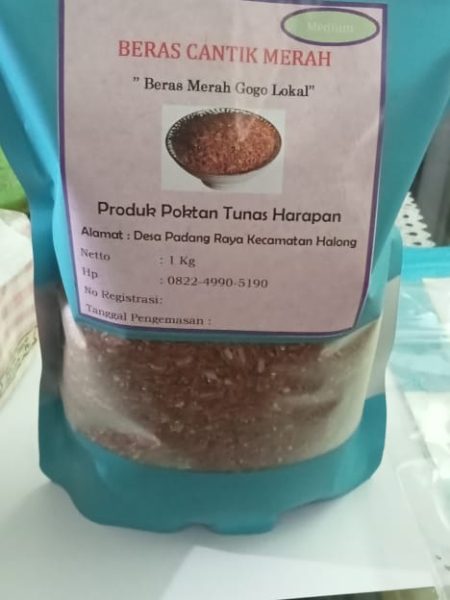 Medium
BERAS CANTIK MERAH
" Beras Merah Gogo Lokal"
Produk Poktan Tunas Harapan
Alamat : Desa Padang Raya Kecamatan Halong
Netto : 1 Kg
Hp : 0822-4990-5190
No Registrasi:
Tanggal Pengemasan :